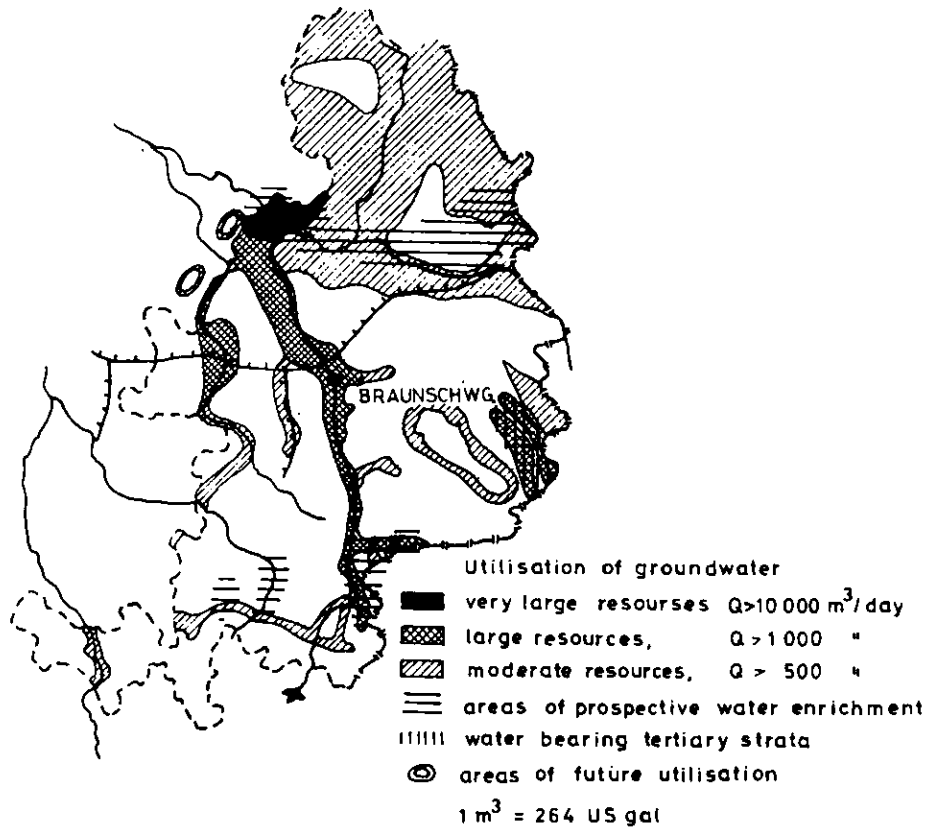 BRAUNSCHWG.
Utilisation of groundwater
very large resourses Q>10 000 m³/day
large resources, Q > 1 000 "
moderate resources, Q > 500 "
areas of prospective water enrichment
water bearing tertiary strata
areas of future utilisation
1 m³ = 264 US gal